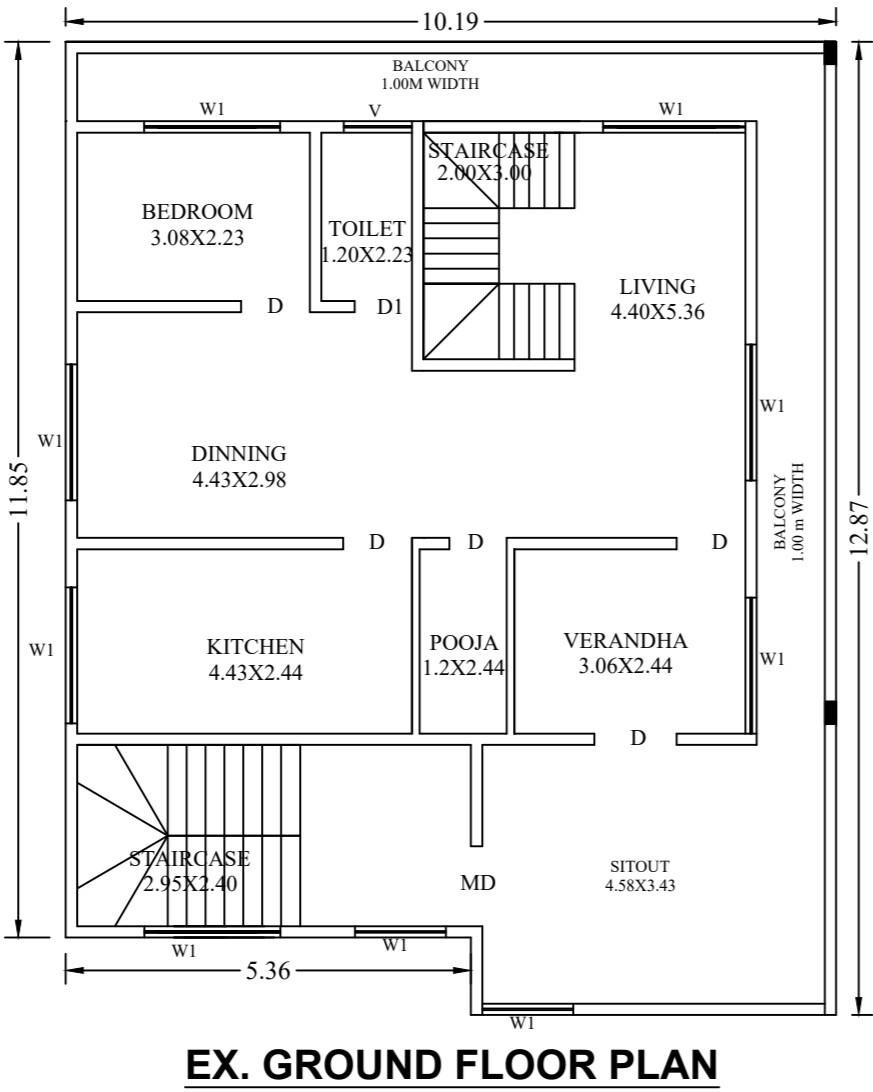 10.19
BALCONY
1.00M WIDTH
W1
V
W1
STAIRCASE
2.00X3.00
BEDROOM
3.08X2.23
TOILET
1.20X2.23
LIVING
4.40X5.36
D
D1
W1
W1
DINNING
4.43X2.98
11.85
BALCONY
1.00 m WIDTH
12.87
D
D
D
W1
KITCHEN
4.43X2.44
POOJA
1.2X2.44
VERANDHA
3.06X2.44
W1
D
STAIRCASE
2.95X2.40
MD
SITOUT
4.58X3.43
W1
W1
5.36
W1
EX. GROUND FLOOR PLAN